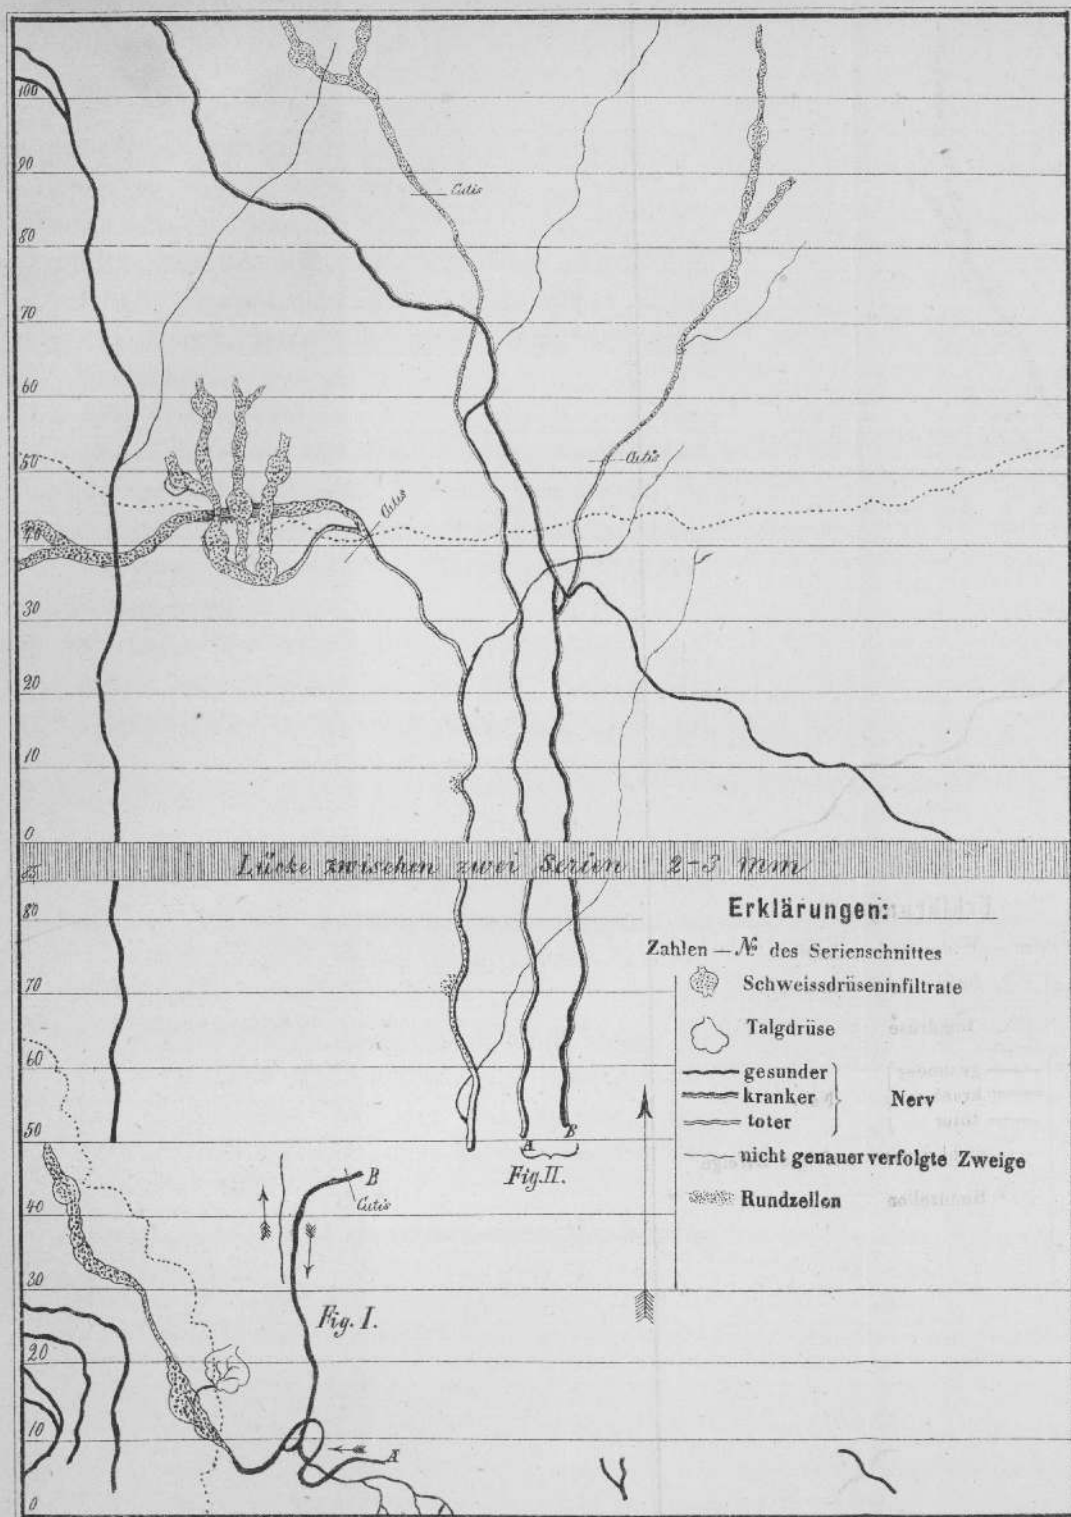 100
90
Cutis
80
70
60
50
Cutis
Cutis
40
30
20
10
0
Lücke zwischen zwei Serien 2-3 mm
85
80
Erklärungen:
Zahlen — № des Serienschnittes
Schweissdrüseninfiltrate
70
Talgdrüse
60
gesunder
kranker
toter
Nerv
50
A
B
Fig. II.
nicht genauer verfolgte Zweige
B
Cutis
Rundzellen
40
30
Fig. I.
20
10
A
0